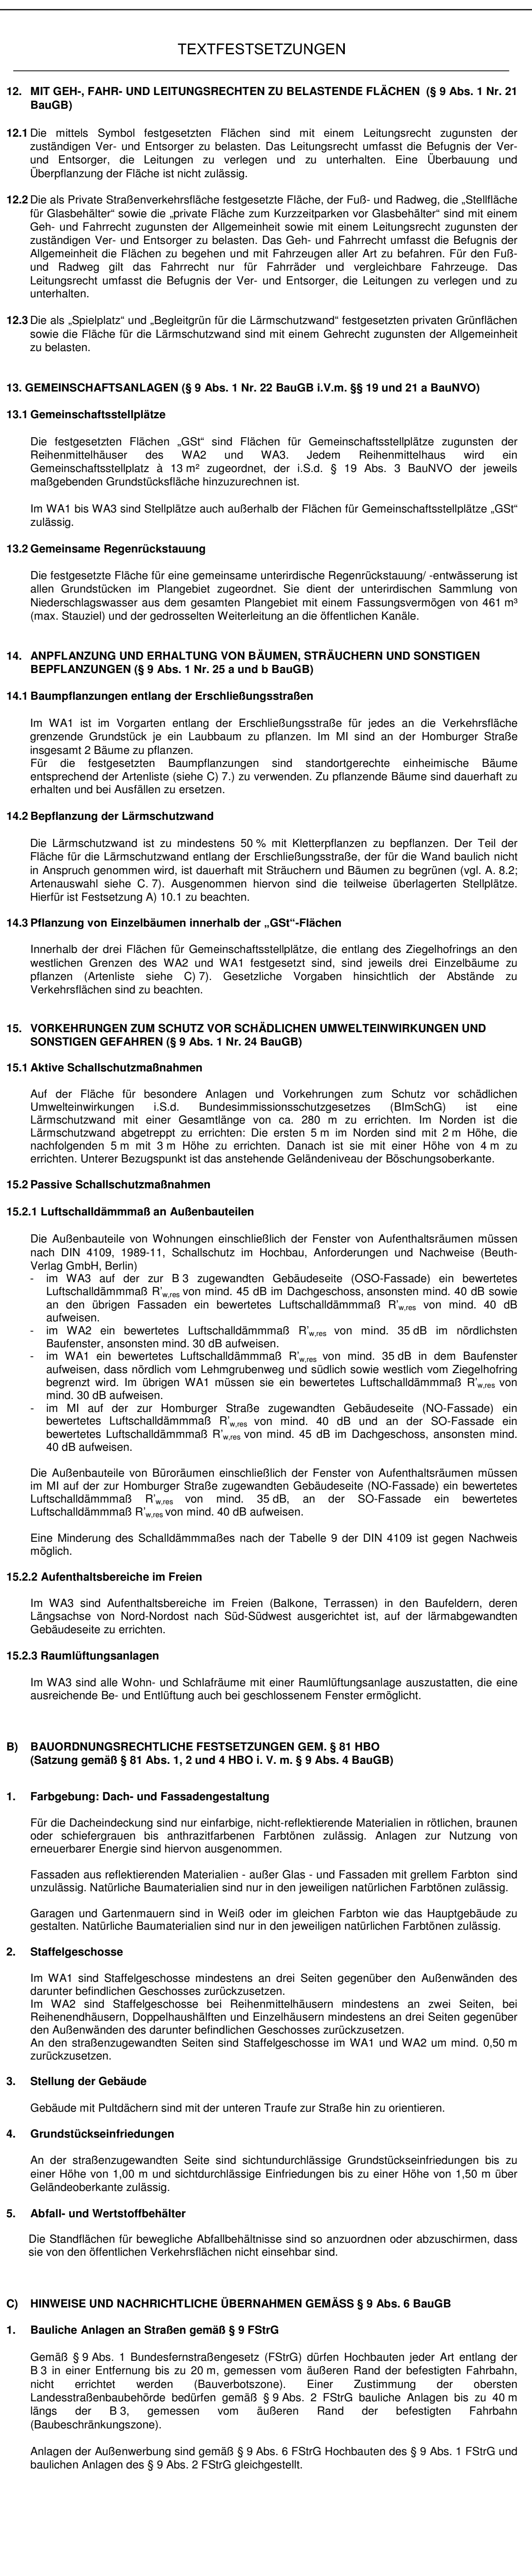 TEXTFESTSETZUNGEN
12. MIT GEH-, FAHR- UND LEITUNGSRECHTEN ZU BELASTENDE FLÄCHEN (§ 9 Abs. 1 Nr. 21
BauGB)
12.1 Die mittels Symbol festgesetzten Flächen sind mit einem Leitungsrecht zugunsten der
zuständigen Ver- und Entsorger zu belasten. Das Leitungsrecht umfasst die Befugnis der Ver-
und Entsorger, die Leitungen zu verlegen und zu unterhalten. Eine Überbauung und
Überpflanzung der Fläche ist nicht zulässig.
12.2 Die als Private Straßenverkehrsfläche festgesetzte Fläche, der Fuß- und Radweg, die „Stellfläche
für Glasbehälter“ sowie die „private Fläche zum Kurzzeitparken vor Glasbehälter“ sind mit einem
Geh- und Fahrrecht zugunsten der Allgemeinheit sowie mit einem Leitungsrecht zugunsten der
zuständigen Ver- und Entsorger zu belasten. Das Geh- und Fahrrecht umfasst die Befugnis der
Allgemeinheit die Flächen zu begehen und mit Fahrzeugen aller Art zu befahren. Für den Fuß-
und Radweg gilt das Fahrrecht nur für Fahrräder und vergleichbare Fahrzeuge. Das
Leitungsrecht umfasst die Befugnis der Ver- und Entsorger, die Leitungen zu verlegen und zu
unterhalten.
12.3 Die als „Spielplatz“ und „Begleitgrün für die Lärmschutzwand“ festgesetzten privaten Grünflächen
sowie die Fläche für die Lärmschutzwand sind mit einem Gehrecht zugunsten der Allgemeinheit
zu belasten.
13. GEMEINSCHAFTSANLAGEN (§ 9 Abs. 1 Nr. 22 BauGB i.V.m. §§ 19 und 21 a BauNVO)
13.1 Gemeinschaftsstellplätze
Die festgesetzten Flächen „GSt“ sind Flächen für Gemeinschaftsstellplätze zugunsten der
Reihenmittelhäuser des WA2 und WA3. Jedem Reihenmittelhaus wird ein
Gemeinschaftsstellplatz à 13 m² zugeordnet, der i.S.d. § 19 Abs. 3 BauNVO der jeweils
maßgebenden Grundstücksfläche hinzuzurechnen ist.
Im WA1 bis WA3 sind Stellplätze auch außerhalb der Flächen für Gemeinschaftsstellplätze „GSt“
zulässig.
13.2 Gemeinsame Regenrückstauung
Die festgesetzte Fläche für eine gemeinsame unterirdische Regenrückstauung/ -entwässerung ist
allen Grundstücken im Plangebiet zugeordnet. Sie dient der unterirdischen Sammlung von
Niederschlagswasser aus dem gesamten Plangebiet mit einem Fassungsvermögen von 461 m³
(max. Stauziel) und der gedrosselten Weiterleitung an die öffentlichen Kanäle.
14. ANPFLANZUNG UND ERHALTUNG VON BÄUMEN, STRÄUCHERN UND SONSTIGEN
BEPFLANZUNGEN (§ 9 Abs. 1 Nr. 25 a und b BauGB)
14.1 Baumpflanzungen entlang der Erschließungsstraßen
Im WA1 ist im Vorgarten entlang der Erschließungsstraße für jedes an die Verkehrsfläche
grenzende Grundstück je ein Laubbaum zu pflanzen. Im MI sind an der Homburger Straße
insgesamt 2 Bäume zu pflanzen.
Für die festgesetzten Baumpflanzungen sind standortgerechte einheimische Bäume
entsprechend der Artenliste (siehe C) 7.) zu verwenden. Zu pflanzende Bäume sind dauerhaft zu
erhalten und bei Ausfällen zu ersetzen.
14.2 Bepflanzung der Lärmschutzwand
Die Lärmschutzwand ist zu mindestens 50 % mit Kletterpflanzen zu bepflanzen. Der Teil der
Fläche für die Lärmschutzwand entlang der Erschließungsstraße, der für die Wand baulich nicht
in Anspruch genommen wird, ist dauerhaft mit Sträuchern und Bäumen zu begrünen (vgl. A. 8.2;
Artenauswahl siehe C. 7). Ausgenommen hiervon sind die teilweise überlagerten Stellplätze.
Hierfür ist Festsetzung A) 10.1 zu beachten.
14.3 Pflanzung von Einzelbäumen innerhalb der „GSt“-Flächen
Innerhalb der drei Flächen für Gemeinschaftsstellplätze, die entlang des Ziegelhofrings an den
westlichen Grenzen des WA2 und WA1 festgesetzt sind, sind jeweils drei Einzelbäume zu
pflanzen (Artenliste siehe C) 7). Gesetzliche Vorgaben hinsichtlich der Abstände zu
Verkehrsflächen sind zu beachten.
15. VORKEHRUNGEN ZUM SCHUTZ VOR SCHÄDLICHEN UMWELTEINWIRKUNGEN UND
SONSTIGEN GEFAHREN (§ 9 Abs. 1 Nr. 24 BauGB)
15.1 Aktive Schallschutzmaßnahmen
Auf der Fläche für besondere Anlagen und Vorkehrungen zum Schutz vor schädlichen
Umwelteinwirkungen i.S.d. Bundesimmissionsschutzgesetzes (BImSchG) ist eine
Lärmschutzwand mit einer Gesamtlänge von ca. 280 m zu errichten. Im Norden ist die
Lärmschutzwand abgetreppt zu errichten: Die ersten 5 m im Norden sind mit 2 m Höhe, die
nachfolgenden 5 m mit 3 m Höhe zu errichten. Danach ist sie mit einer Höhe von 4 m zu
errichten. Unterer Bezugspunkt ist das anstehende Geländeniveau der Böschungsoberkante.
15.2 Passive Schallschutzmaßnahmen
15.2.1 Luftschalldämmmaß an Außenbauteilen
Die Außenbauteile von Wohnungen einschließlich der Fenster von Aufenthaltsräumen müssen
nach DIN 4109, 1989-11, Schallschutz im Hochbau, Anforderungen und Nachweise (Beuth-
Verlag GmbH, Berlin)
- im WA3 auf der zur B 3 zugewandten Gebäudeseite (OSO-Fassade) ein bewertetes
Luftschalldämmmaß R'w,res von mind. 45 dB im Dachgeschoss, ansonsten mind. 40 dB sowie
an den übrigen Fassaden ein bewertetes Luftschalldämmmaß R'w,res von mind. 40 dB
aufweisen.
- im WA2 ein bewertetes Luftschalldämmmaß R'w,res von mind. 35 dB im nördlichsten
Baufenster, ansonsten mind. 30 dB aufweisen.
- im WA1 ein bewertetes Luftschalldämmmaß R'w,res von mind. 35 dB in dem Baufenster
aufweisen, dass nördlich vom Lehmgrubenweg und südlich sowie westlich vom Ziegelhofring
begrenzt wird. Im übrigen WA1 müssen sie ein bewertetes Luftschalldämmmaß R'w,res von
mind. 30 dB aufweisen.
- im MI auf der zur Homburger Straße zugewandten Gebäudeseite (NO-Fassade) ein
bewertetes Luftschalldämmmaß R'w,res von mind. 40 dB und an der SO-Fassade ein
bewertetes Luftschalldämmmaß R'w,res von mind. 45 dB im Dachgeschoss, ansonsten mind.
40 dB aufweisen.
Die Außenbauteile von Büroräumen einschließlich der Fenster von Aufenthaltsräumen müssen
im MI auf der zur Homburger Straße zugewandten Gebäudeseite (NO-Fassade) ein bewertetes
Luftschalldämmmaß R'w,res von mind. 35 dB, an der SO-Fassade ein bewertetes
Luftschalldämmmaß R'w,res von mind. 40 dB aufweisen.
Eine Minderung des Schalldämmmaßes nach der Tabelle 9 der DIN 4109 ist gegen Nachweis
möglich.
15.2.2 Aufenthaltsbereiche im Freien
Im WA3 sind Aufenthaltsbereiche im Freien (Balkone, Terrassen) in den Baufeldern, deren
Längsachse von Nord-Nordost nach Süd-Südwest ausgerichtet ist, auf der lärmabgewandten
Gebäudeseite zu errichten.
15.2.3 Raumlüftungsanlagen
Im WA3 sind alle Wohn- und Schlafräume mit einer Raumlüftungsanlage auszustatten, die eine
ausreichende Be- und Entlüftung auch bei geschlossenem Fenster ermöglicht.
B) BAUORDNUNGSRECHTLICHE FESTSETZUNGEN GEM. § 81 HBO
(Satzung gemäß § 81 Abs. 1, 2 und 4 HBO i. V. m. § 9 Abs. 4 BauGB)
1. Farbgebung: Dach- und Fassadengestaltung
Für die Dacheindeckung sind nur einfarbige, nicht-reflektierende Materialien in rötlichen, braunen
oder schiefergrauen bis anthrazitfarbenen Farbtönen zulässig. Anlagen zur Nutzung von
erneuerbarer Energie sind hiervon ausgenommen.
Fassaden aus reflektierenden Materialien - außer Glas - und Fassaden mit grellem Farbton sind
unzulässig. Natürliche Baumaterialien sind nur in den jeweiligen natürlichen Farbtönen zulässig.
Garagen und Gartenmauern sind in Weiß oder im gleichen Farbton wie das Hauptgebäude zu
gestalten. Natürliche Baumaterialien sind nur in den jeweiligen natürlichen Farbtönen zulässig.
2. Staffelgeschosse
Im WA1 sind Staffelgeschosse mindestens an drei Seiten gegenüber den Außenwänden des
darunter befindlichen Geschosses zurückzusetzen.
Im WA2 sind Staffelgeschosse bei Reihenmittelhäusern mindestens an zwei Seiten, bei
Reihenendhäusern, Doppelhaushälften und Einzelhäusern mindestens an drei Seiten gegenüber
den Außenwänden des darunter befindlichen Geschosses zurückzusetzen.
An den straßenzugewandten Seiten sind Staffelgeschosse im WA1 und WA2 um mind. 0,50 m
zurückzusetzen.
3. Stellung der Gebäude
Gebäude mit Pultdächern sind mit der unteren Traufe zur Straße hin zu orientieren.
4. Grundstückseinfriedungen
An der straßenzugewandten Seite sind sichtundurchlässige Grundstückseinfriedungen bis zu
einer Höhe von 1,00 m und sichtdurchlässige Einfriedungen bis zu einer Höhe von 1,50 m über
Geländeoberkante zulässig.
5. Abfall- und Wertstoffbehälter
Die Standflächen für bewegliche Abfallbehältnisse sind so anzuordnen oder abzuschirmen, dass
sie von den öffentlichen Verkehrsflächen nicht einsehbar sind.
C) HINWEISE UND NACHRICHTLICHE ÜBERNAHMEN GEMÄSS § 9 Abs. 6 BauGB
1. Bauliche Anlagen an Straßen gemäß § 9 FStrG
Gemäß § 9 Abs. 1 Bundesfernstraßengesetz (FStrG) dürfen Hochbauten jeder Art entlang der
B 3 in einer Entfernung bis zu 20 m, gemessen vom äußeren Rand der befestigten Fahrbahn,
nicht errichtet werden (Bauverbotszone). Einer Zustimmung der obersten
Landesstraßenbaubehörde bedürfen gemäß § 9 Abs. 2 FStrG bauliche Anlagen bis zu 40 m
längs der B 3, gemessen vom äußeren Rand der befestigten Fahrbahn
(Baubeschränkungszone).
Anlagen der Außenwerbung sind gemäß § 9 Abs. 6 FStrG Hochbauten des § 9 Abs. 1 FStrG und
baulichen Anlagen des § 9 Abs. 2 FStrG gleichgestellt.